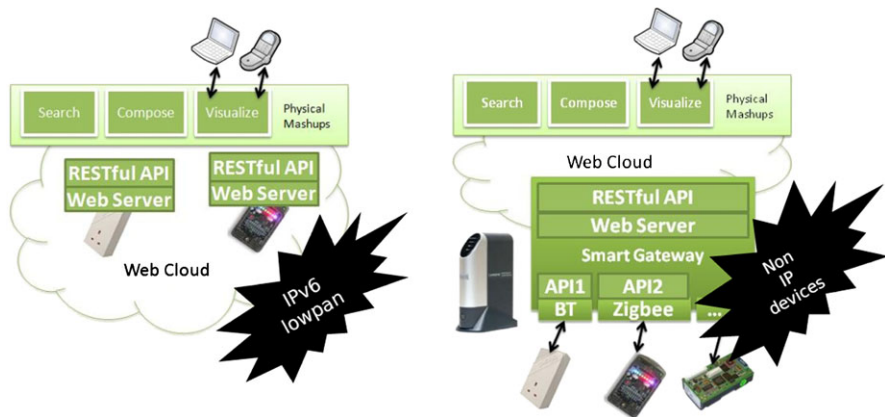 Search
Compose
Visualize
Physical
Mashups
RESTful API
Web Server
RESTful API
Web Server
Web Cloud
IPv6
lowpan
Search
Compose
Visualize
Physical
Mashups
Web Cloud
RESTful API
Web Server
Smart Gateway
API1
BT
API2
Zigbee
...
Non
IP
devices